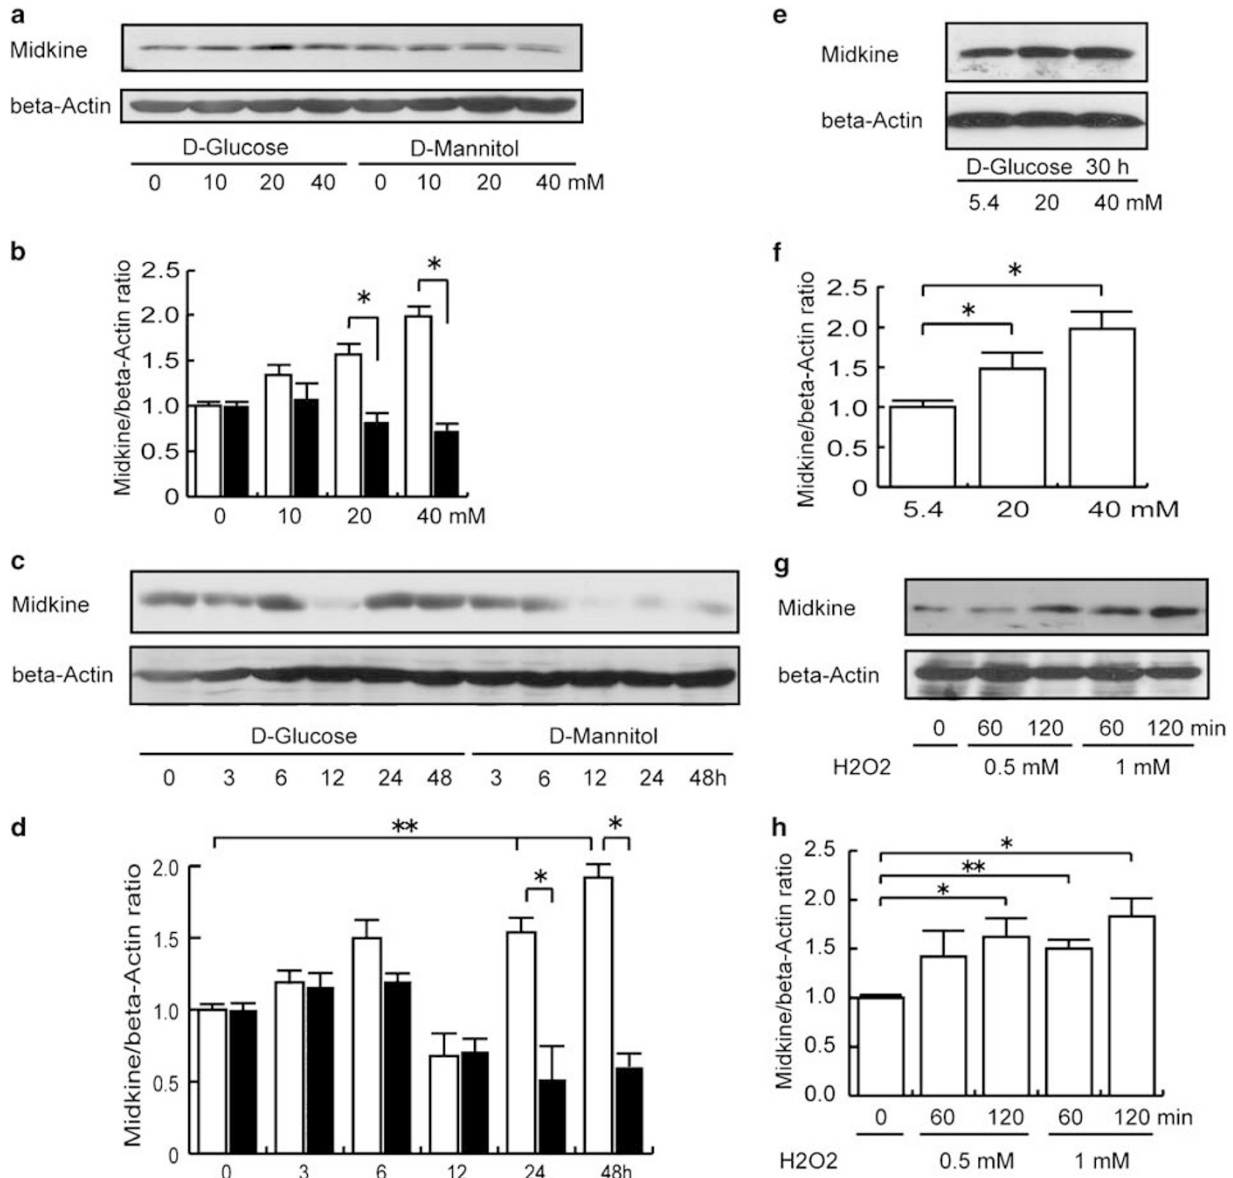 a
Midkine
beta-Actin
D-Glucose D-Mannitol
0 10 20 40 0 10 20 40 mM
b
Midkine/beta-Actin ratio
2.5
2.0
1.5
1.0
0.5
0
* *
0 10 20 40 mM
c
Midkine
beta-Actin
D-Glucose D-Mannitol
0 3 6 12 24 48 3 6 12 24 48h
d
Midkine/beta-Actin ratio
2.0
1.5
1.0
0.5
0
** * *
0 3 6 12 24 48h
e
Midkine
beta-Actin
D-Glucose 30 h
5.4 20 40 mM
f
Midkine/beta-Actin ratio
2.5
2.0
1.5
1.0
0.5
0
*
*
5.4 20 40 mM
g
Midkine
beta-Actin
0 60 120 60 120 min
H2O2 0.5 mM 1 mM
h
Midkine/beta-Actin ratio
2.5
2.0
1.5
1.0
0.5
0.0
*
**
*
0 60 120 60 120 min
H2O2 0.5 mM 1 mM